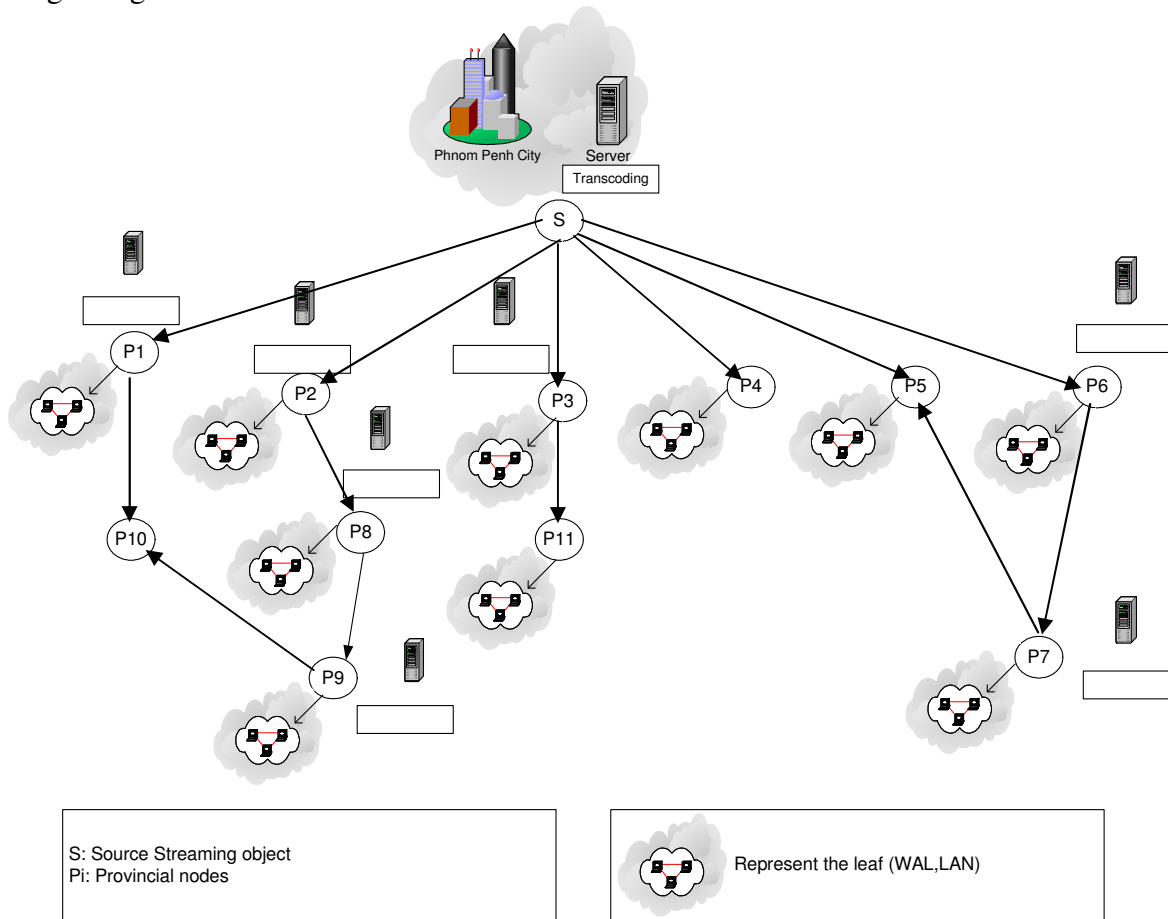 Phnom Penh City
Server
Transcoding
S
P1
P2
P3
P4
P5
P6
P10
P8
P11
P9
P7
S: Source Streaming object
Pi: Provincial nodes
Represent the leaf (WAL,LAN)